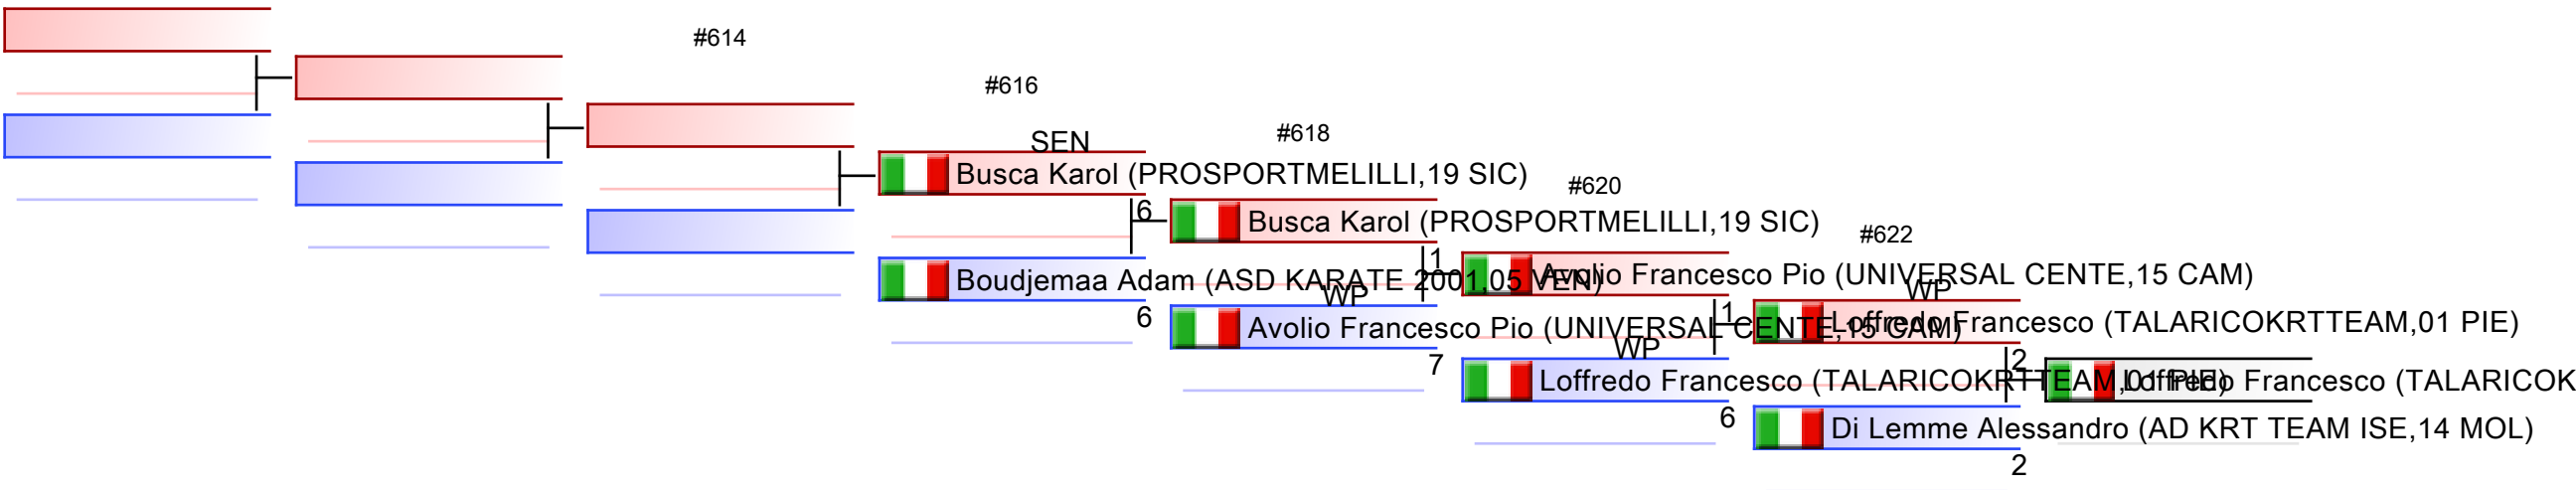 #614
#616
SEN
#618
Busca Karol (PROSPORTMELILLI,19 SIC)
#620
6
Busca Karol (PROSPORTMELILLI,19 SIC)
#622
1
Boudjemaa Adam (ASD KARATE 2001,05 VEN)
Avolio Francesco Pio (UNIVERSAL CENTE,15 CAM)
WP
WP
6
Avolio Francesco Pio (UNIVERSAL CENTE,15 CAM)
1
Loffredo Francesco (TALARICOKRTTEAM,01 PIE)
WP
7
Loffredo Francesco (TALARICOKRTTEAM,01 PIE)
2
Loffredo Francesco (TALARICOK
6
Di Lemme Alessandro (AD KRT TEAM ISE,14 MOL)
2